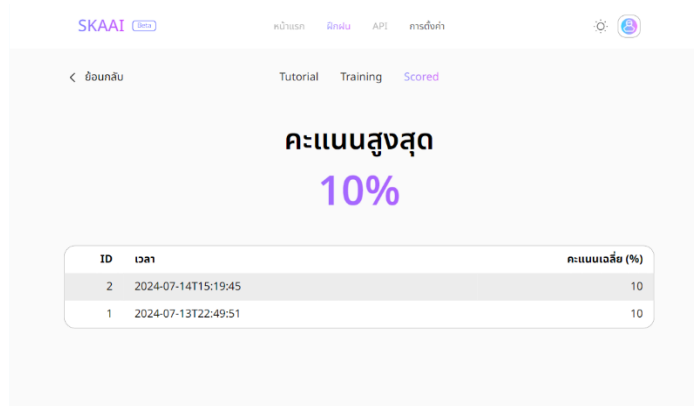 SKAAI Beta หน้าแรก ฝึกฝน API การตั้งค่า
ย้อนกลับ Tutorial Training Scored
คะแนนสูงสุด
10%
ID เวลา คะแนนเฉลี่ย (%)
2 2024-07-14T15:19:45 10
1 2024-07-13T22:49:51 10